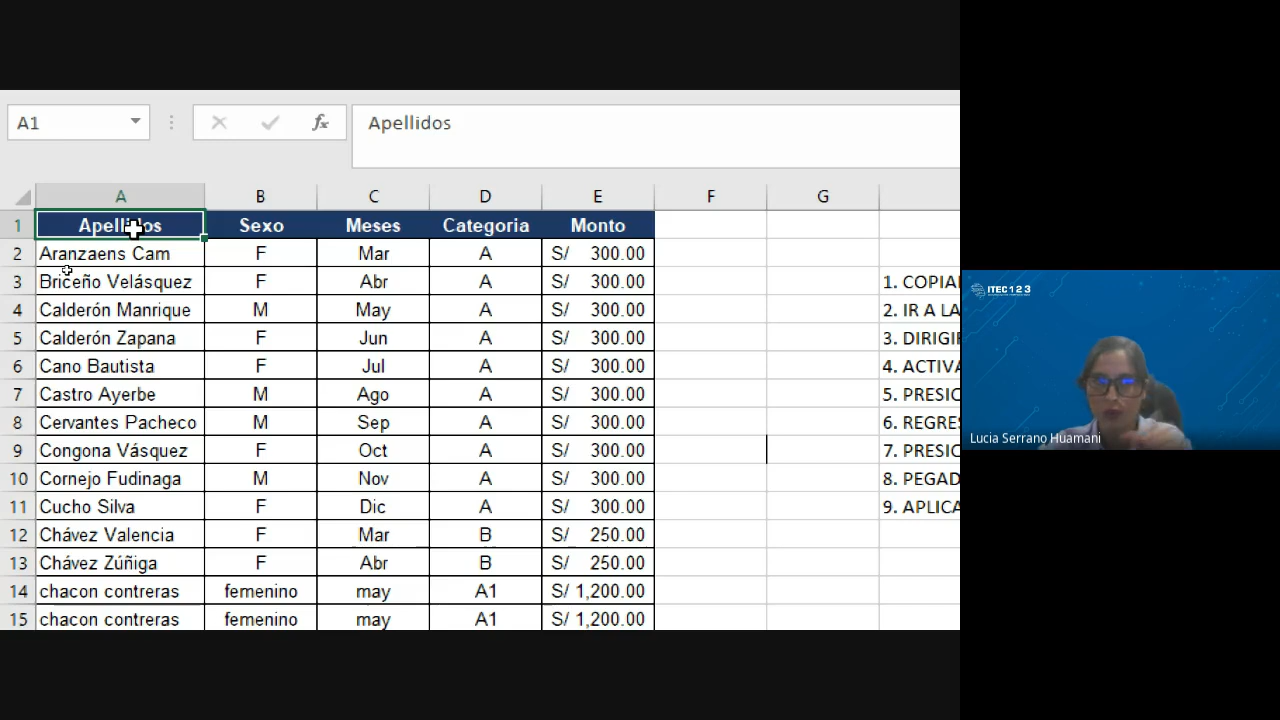 A1
fx
Apellidos
A B C D E F G
1 Apellidos Sexo Meses Categoria Monto
2 Aranzaens Cam F Mar A S/ 300.00
3 Briceño Velásquez F Abr A S/ 300.00 1. COPIA
4 Calderón Manrique M May A S/ 300.00 2. IR A LA
5 Calderón Zapana F Jun A S/ 300.00 3. DIRIGI
6 Cano Bautista F Jul A S/ 300.00 4. ACTIVA
7 Castro Ayerbe M Ago A S/ 300.00 5. PRESIC
8 Cervantes Pacheco M Sep A S/ 300.00 6. REGRE
9 Congona Vásquez F Oct A S/ 300.00 7. PRESIC
10 Cornejo Fudinaga M Nov A S/ 300.00 8. PEGAD
11 Cucho Silva F Dic A S/ 300.00 9. APLICA
12 Chávez Valencia F Mar B S/ 250.00
13 Chávez Zúñiga F Abr B S/ 250.00
14 chacon contreras femenino may A1 S/ 1,200.00
15 chacon contreras femenino may A1 S/ 1,200.00
ITEC 1 2 3
Lucia Serrano Huamani